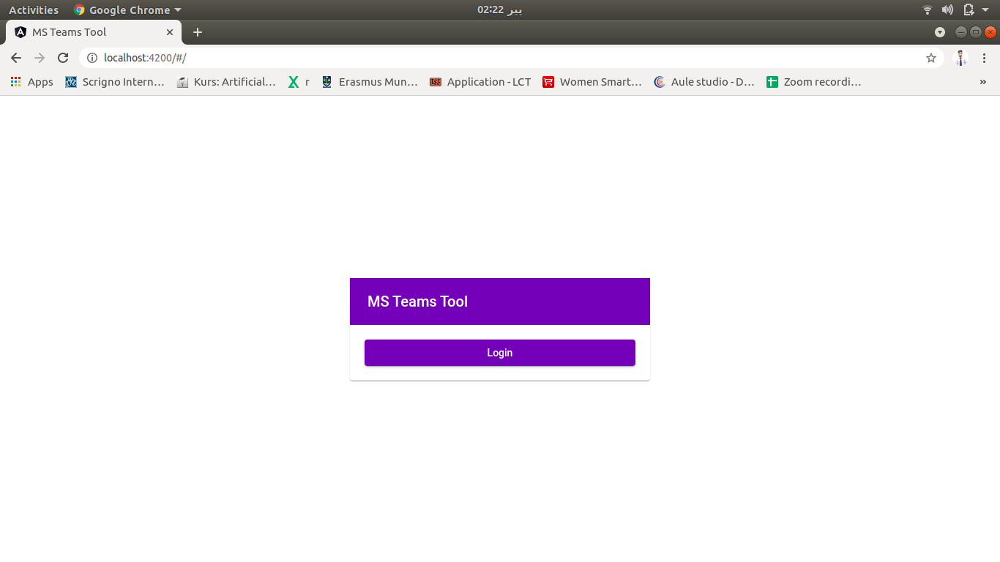 Activities Google Chrome پیر 02:22
MS Teams Tool
localhost:4200/#/
Apps Scrigno Intern… Kurs: Artificial… r Erasmus Mun… Application - LCT Women Smart… Aule studio - D… Zoom recordi… »
MS Teams Tool
Login